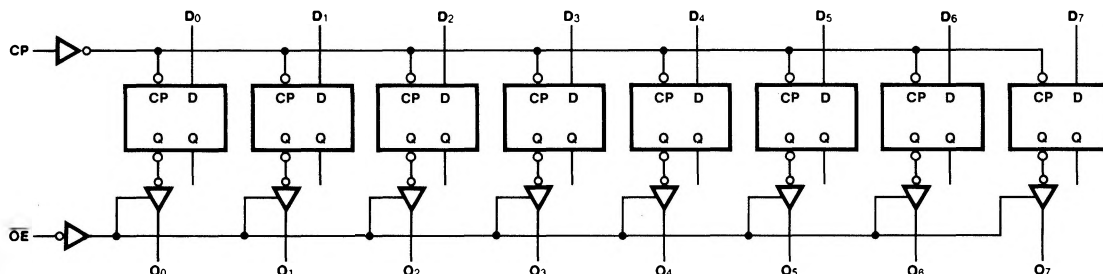 D0 D1 D2 D3 D4 D5 D6 D7
CP
CP D CP D CP D CP D CP D CP D CP D CP D
Q Q Q Q Q Q Q Q Q Q Q Q Q Q Q Q
OE
O0 O1 O2 O3 O4 O5 O6 O7